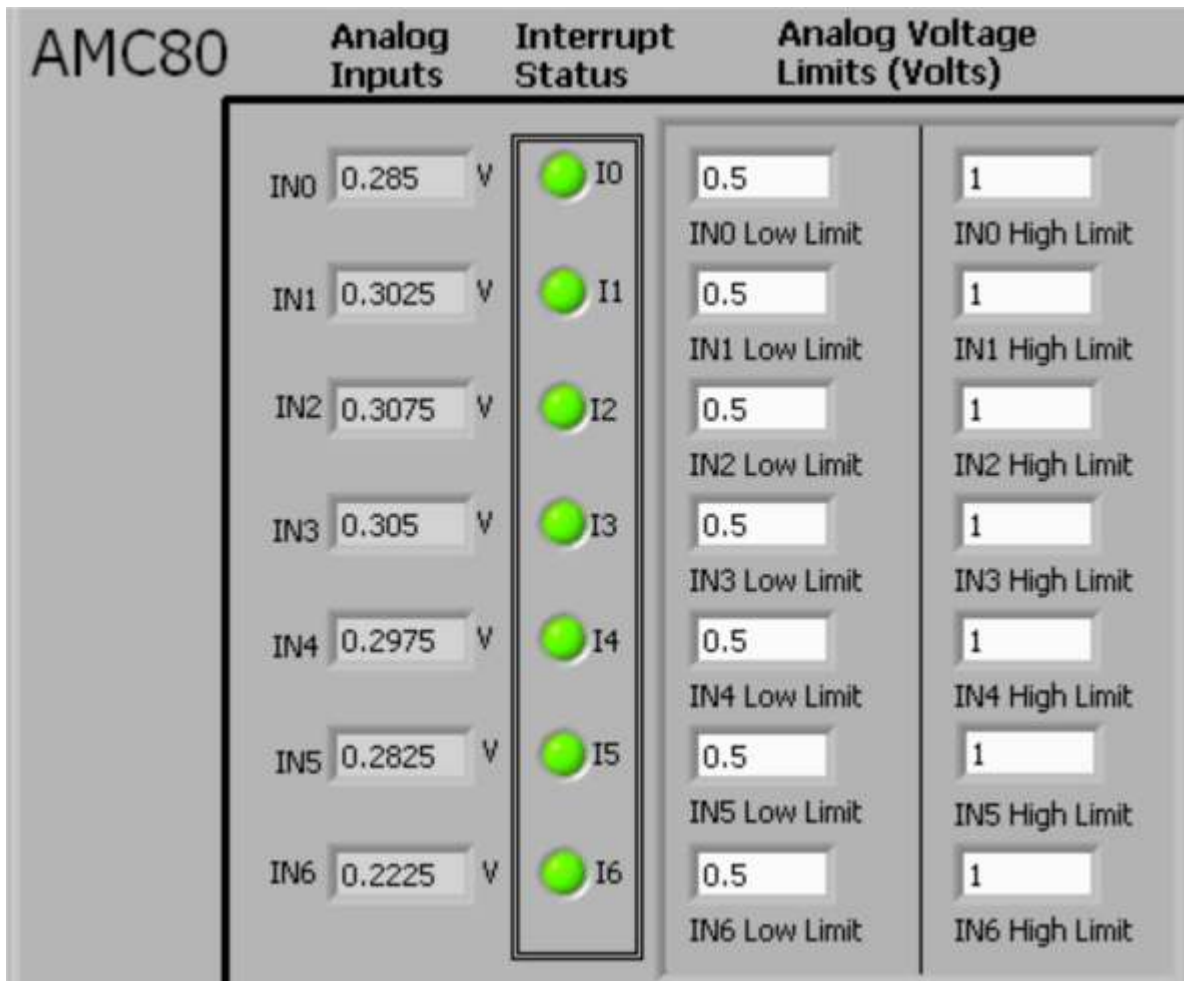 AMC80
Analog Inputs
Interrupt Status
Analog Voltage Limits (Volts)
IN0 0.285 V I0 0.5 1
IN0 Low Limit IN0 High Limit
IN1 0.3025 V I1 0.5 1
IN1 Low Limit IN1 High Limit
IN2 0.3075 V I2 0.5 1
IN2 Low Limit IN2 High Limit
IN3 0.305 V I3 0.5 1
IN3 Low Limit IN3 High Limit
IN4 0.2975 V I4 0.5 1
IN4 Low Limit IN4 High Limit
IN5 0.2825 V I5 0.5 1
IN5 Low Limit IN5 High Limit
IN6 0.2225 V I6 0.5 1
IN6 Low Limit IN6 High Limit